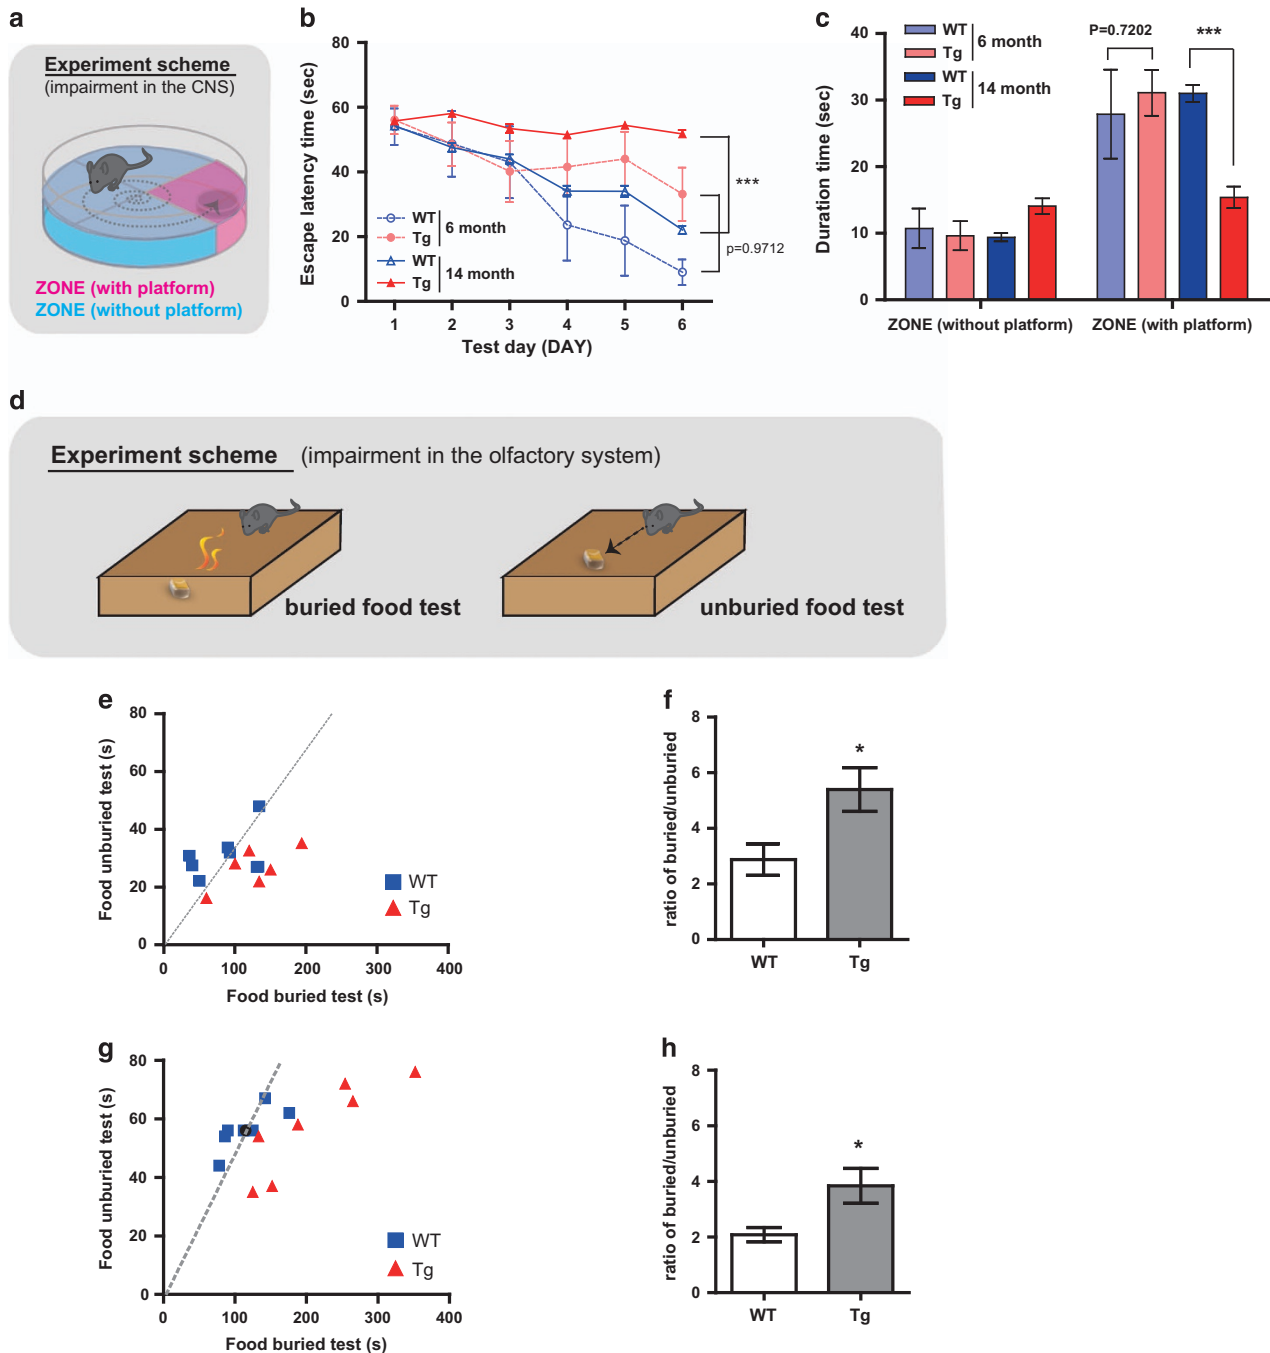 a
Experiment scheme
(impairment in the CNS)
ZONE (with platform)
ZONE (without platform)
b
Escape latency time (sec)
80
60
40
20
0
WT
Tg
6 month
WT
Tg
14 month
***
p=0.9712
1 2 3 4 5 6
Test day (DAY)
c
Duration time (sec)
40
30
20
10
0
WT
Tg
6 month
WT
Tg
14 month
P=0.7202
***
ZONE (without platform) ZONE (with platform)
d
Experiment scheme (impairment in the olfactory system)
buried food test
unburied food test
e
Food unburied test (s)
80
60
40
20
0
0 100 200 300 400
Food buried test (s)
WT
Tg
f
ratio of buried/unburied
8
6
4
2
0
*
WT Tg
g
Food unburied test (s)
80
60
40
20
0
0 100 200 300 400
Food buried test (s)
WT
Tg
h
ratio of buried/unburied
8
6
4
2
0
*
WT Tg